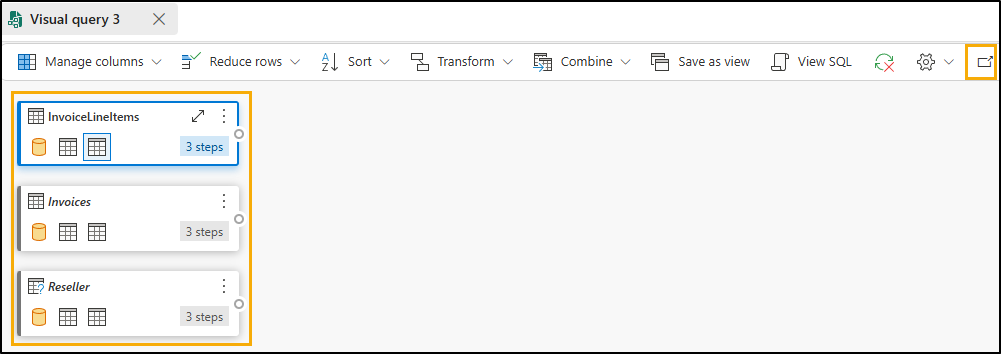 Visual query 3
Manage columns Reduce rows Sort Transform Combine Save as view View SQL
InvoiceLineItems
3 steps
Invoices
3 steps
Reseller
3 steps